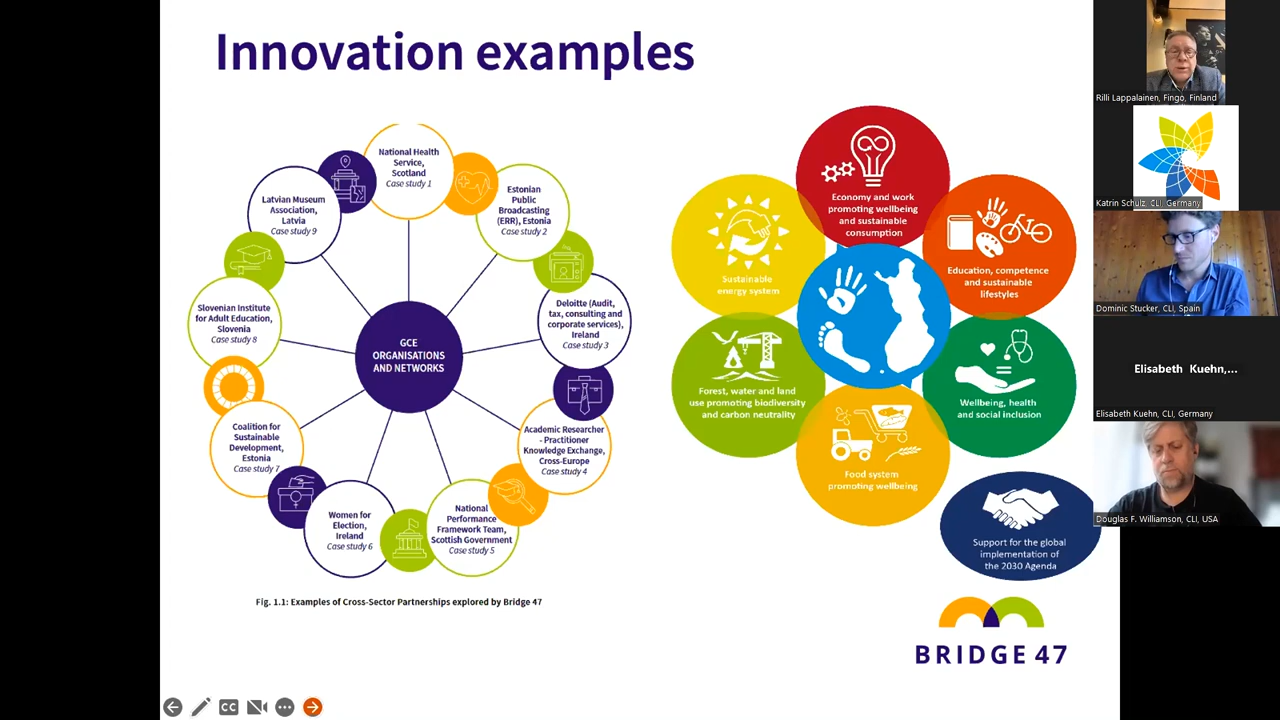 Innovation examples
National Health
Service,
Scotland
Case study 1
Estonian
Public
Broadcasting
(ERR), Estonia
Case study 2
Deloitte (Audit,
tax, consulting and
corporate services),
Ireland
Case study 3
Academic Researcher
- Practitioner
Knowledge Exchange,
Cross-Europe
Case study 4
National
Performance
Framework Team,
Scottish Government
Case study 5
Women for
Election,
Ireland
Case study 6
Coalition for
Sustainable
Development,
Estonia
Case study 7
Slovenian Institute
for Adult Education,
Slovenia
Case study 8
Latvian Museum
Association,
Latvia
Case study 9
GCE
ORGANISATIONS
AND NETWORKS
Fig. 1.1: Examples of Cross-Sector Partnerships explored by Bridge 47
Economy and work
promoting wellbeing
and sustainable
consumption
Education, competence
and sustainable
lifestyles
Wellbeing, health
and social inclusion
Food system
promoting wellbeing
Forest, water and land
use promoting biodiversity
and carbon neutrality
Sustainable
energy system
Support for the global
implementation of
the 2030 Agenda
BRIDGE 47
CC
Rilli Lappalainen, Fingo, Finland
Katrin Schulz, CLI, Germany
Dominic Stucker, CLI, Spain
Elisabeth Kuehn,...
Elisabeth Kuehn, CLI, Germany
Douglas F. Williamson, CLI, USA